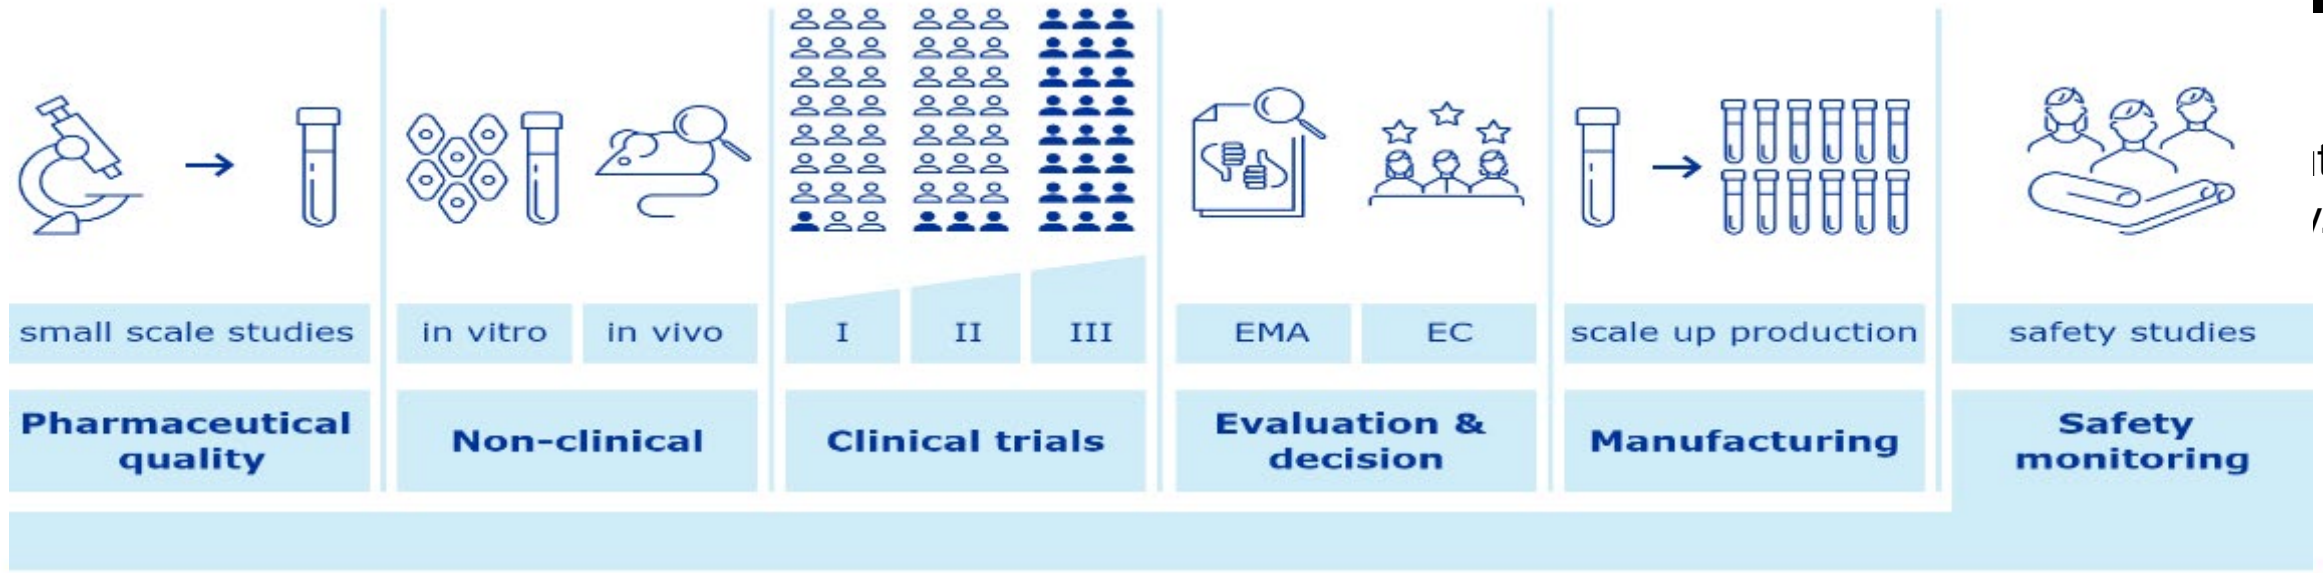 small scale studies
in vitro
in vivo
I
II
III
EMA
EC
scale up production
safety studies
Pharmaceutical
quality
Non-clinical
Clinical trials
Evaluation &
decision
Manufacturing
Safety
monitoring